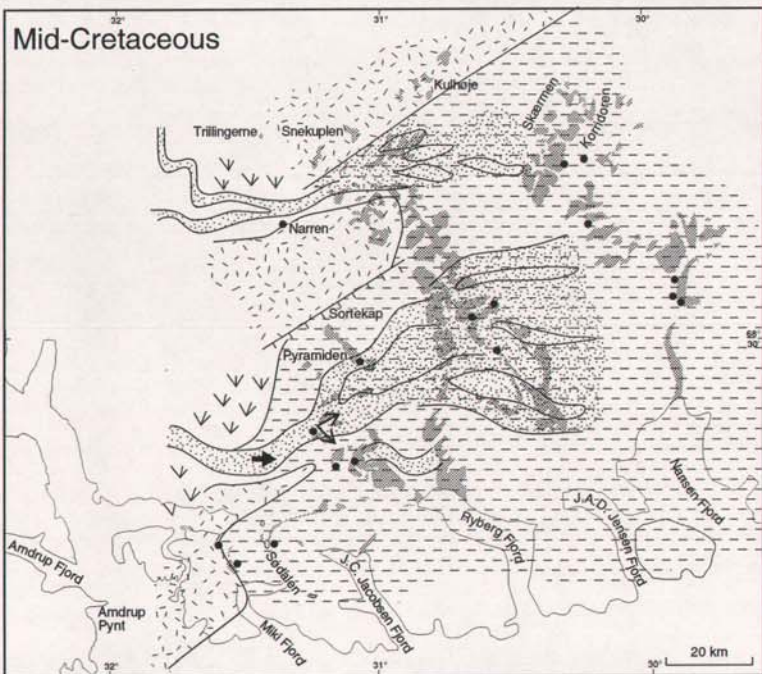 32°
31°
30°
Mid-Cretaceous
Kulhøje
Skærmen
Korridoren
Trillingerne
Snekuplen
Narren
Sortekap
Pyramiden
30'
Nansen Fjord
J.A.D. Jensen Fjord
Ryberg Fjord
Amdrup Fjord
Sødalen
J.C. Jacobsen Fjord
Amdrup
Pynt
Miki Fjord
20 km
32°
31°
30°